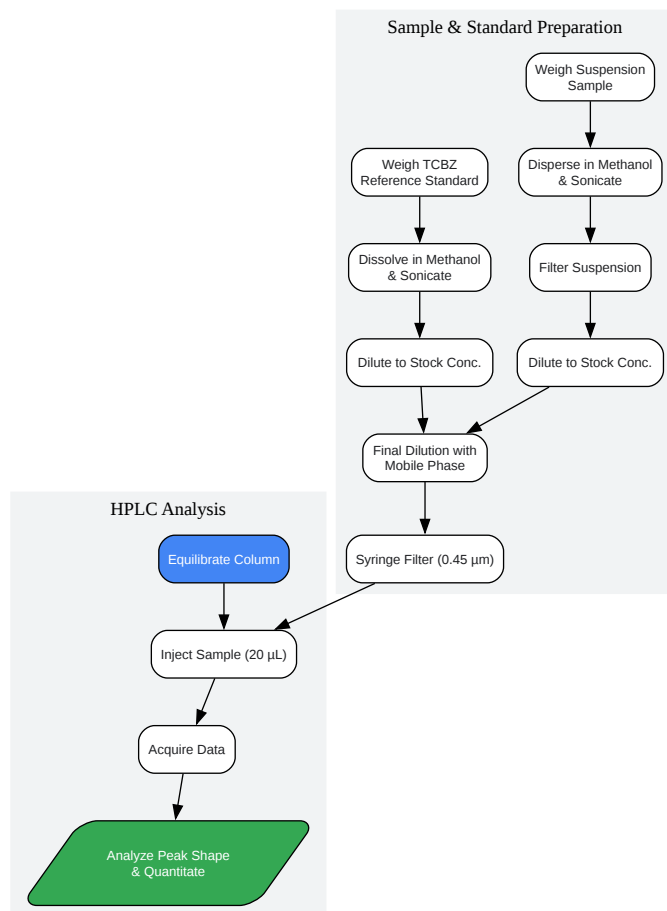 Sample & Standard Preparation
Weigh Suspension
Sample
Weigh TCBZ
Reference Standard
Disperse in Methanol
& Sonicate
Dissolve in Methanol
& Sonicate
Filter Suspension
Dilute to Stock Conc.
Dilute to Stock Conc.
Final Dilution with
Mobile Phase
HPLC Analysis
Equilibrate Column
Syringe Filter (0.45 µm)
Inject Sample (20 µL)
Acquire Data
Analyze Peak Shape
& Quantitate